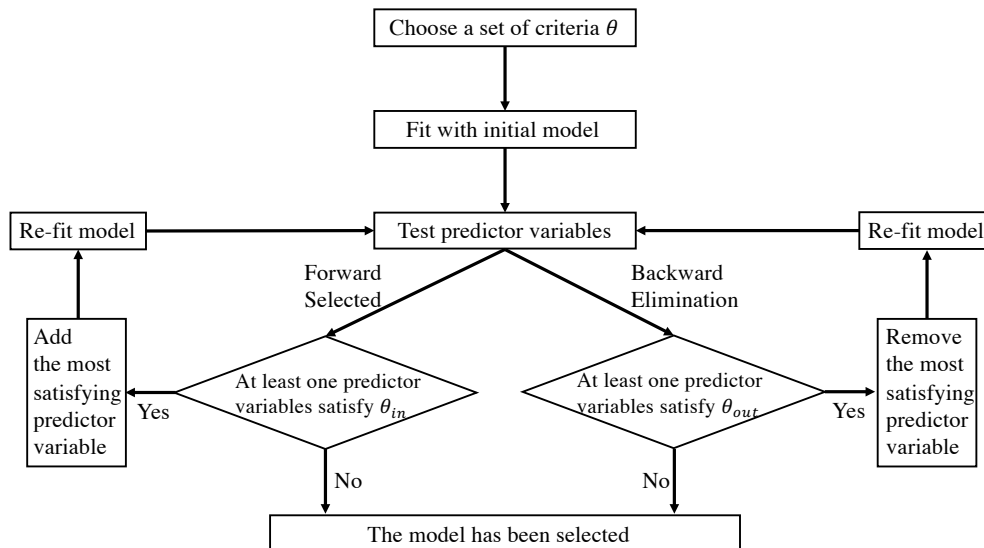 Choose a set of criteria θ
Fit with initial model
Re-fit model
Test predictor variables
Re-fit model
Forward
Selected
Backward
Elimination
Add
the most
satisfying
predictor
variable
Yes
At least one predictor
variables satisfy θ_in
At least one predictor
variables satisfy θ_out
Yes
Remove
the most
satisfying
predictor
variable
No
No
The model has been selected